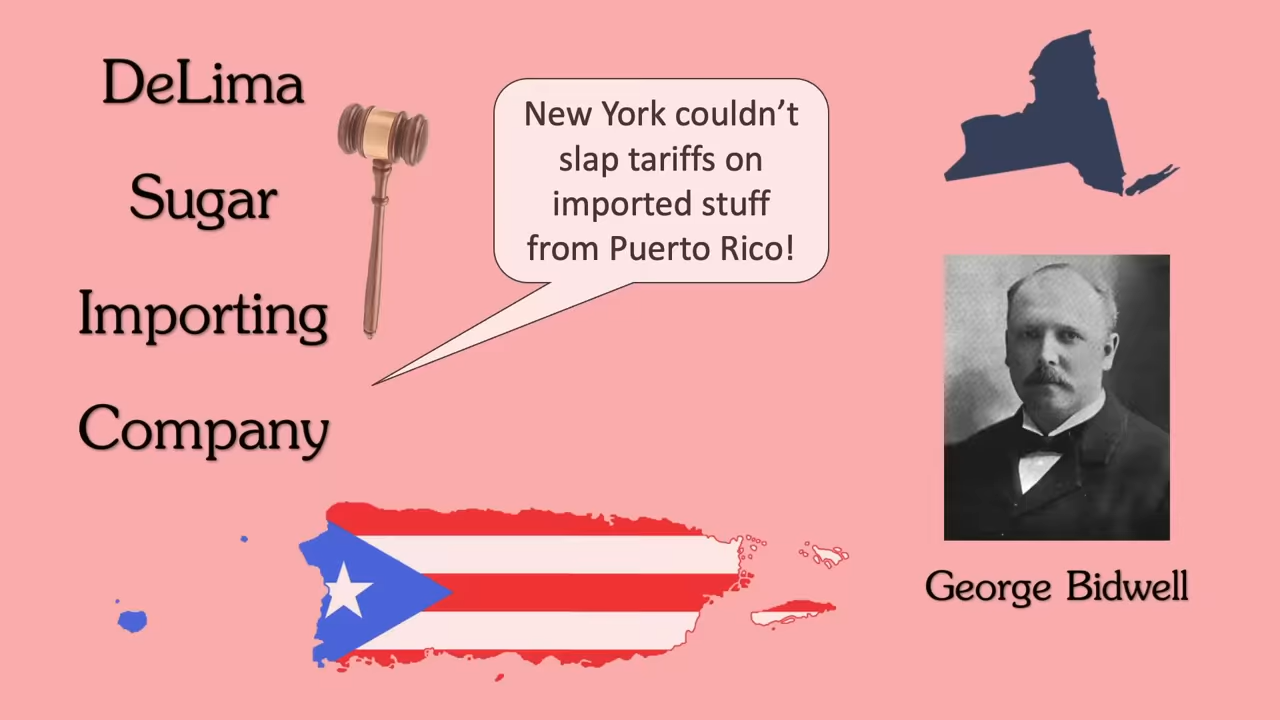 DeLima
Sugar
Importing
Company
New York couldn’t
slap tariffs on
imported stuff
from Puerto Rico!
George Bidwell